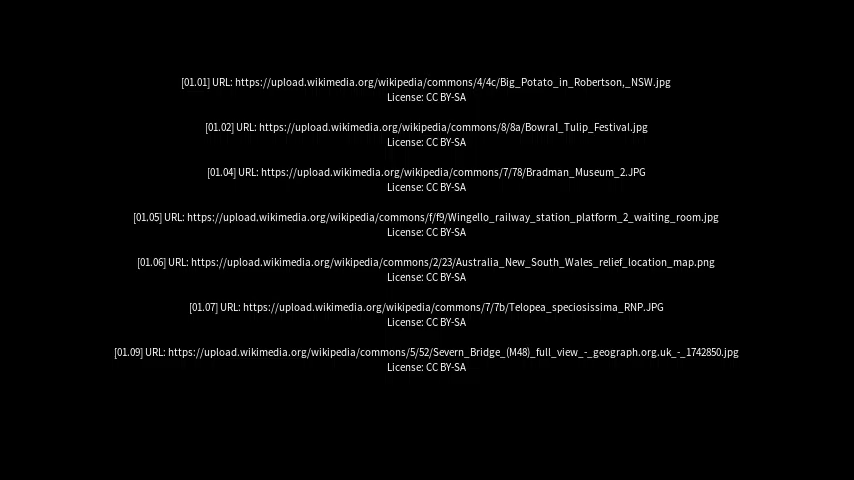 [01.01] URL: https://upload.wikimedia.org/wikipedia/commons/4/4c/Big_Potato_in_Robertson,_NSW.jpg
License: CC BY-SA
[01.02] URL: https://upload.wikimedia.org/wikipedia/commons/8/8a/Bowral_Tulip_Festival.jpg
License: CC BY-SA
[01.04] URL: https://upload.wikimedia.org/wikipedia/commons/7/78/Bradman_Museum_2.JPG
License: CC BY-SA
[01.05] URL: https://upload.wikimedia.org/wikipedia/commons/f/f9/Wingello_railway_station_platform_2_waiting_room.jpg
License: CC BY-SA
[01.06] URL: https://upload.wikimedia.org/wikipedia/commons/2/23/Australia_New_South_Wales_relief_location_map.png
License: CC BY-SA
[01.07] URL: https://upload.wikimedia.org/wikipedia/commons/7/7b/Telopea_speciosissima_RNP.JPG
License: CC BY-SA
[01.09] URL: https://upload.wikimedia.org/wikipedia/commons/5/52/Severn_Bridge_(M48)_full_view_-_geograph.org.uk_-_1742850.jpg
License: CC BY-SA